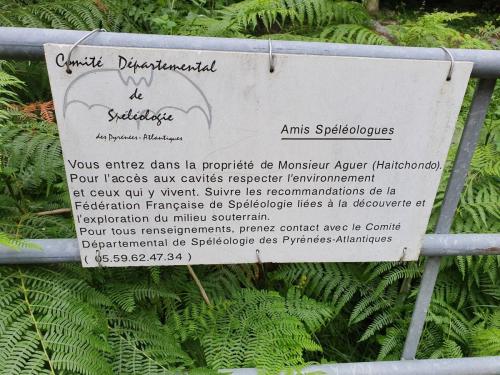 Comité Départemental
de
Spéléologie
des Pyrénées-Atlantiques
Amis Spéléologues
Vous entrez dans la propriété de Monsieur Aguer (Haitchondo).
Pour l'accès aux cavités respecter l'environnement
et ceux qui y vivent. Suivre les recommandations de la
Fédération Française de Spéléologie liées à la découverte et
l'exploration du milieu souterrain.
Pour tous renseignements, prenez contact avec le Comité
Départemental de Spéléologie des Pyrénées-Atlantiques
( 05.59.62.47.34 )